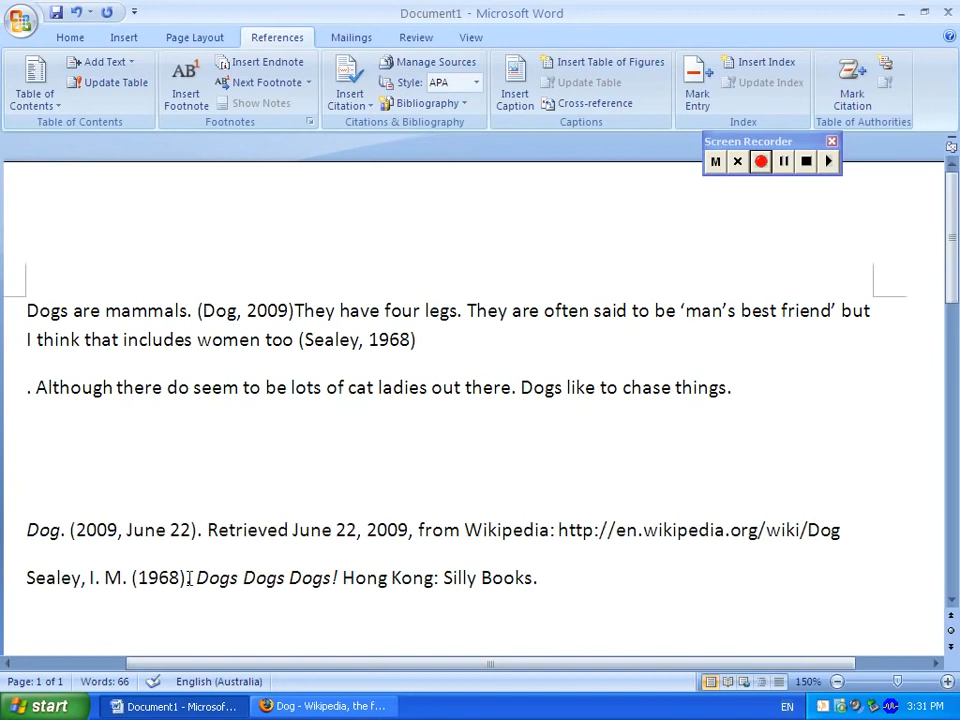 Document1 - Microsoft Word
Home Insert Page Layout References Mailings Review View
Table of Contents
Add Text
Update Table
Table of Contents
AB¹
Insert Footnote
Insert Endnote
AB¹ Next Footnote
Show Notes
Footnotes
Insert Citation
Manage Sources
Style: APA
Bibliography
Citations & Bibliography
Insert Caption
Insert Table of Figures
Update Table
Cross-reference
Captions
Mark Entry
Insert Index
Update Index
Index
Mark Citation
Table of Authorities
Screen Recorder
M
Dogs are mammals. (Dog, 2009)They have four legs. They are often said to be ‘man’s best friend’ but
I think that includes women too (Sealey, 1968)
. Although there do seem to be lots of cat ladies out there. Dogs like to chase things.
Dog. (2009, June 22). Retrieved June 22, 2009, from Wikipedia: http://en.wikipedia.org/wiki/Dog
Sealey, I. M. (1968). Dogs Dogs Dogs! Hong Kong: Silly Books.
Page: 1 of 1 Words: 66 English (Australia) 150%
start Document1 - Microsof... Dog - Wikipedia, the f... EN 3:31 PM